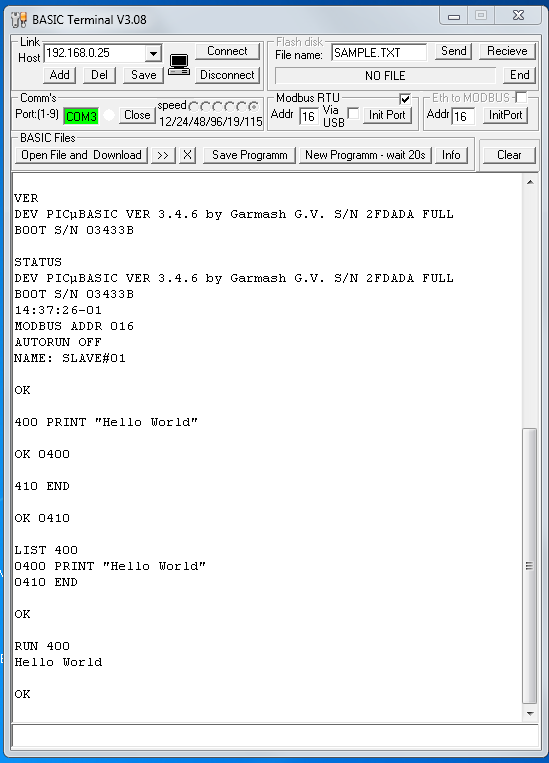 BASIC Terminal V3.08
Link
Host 192.168.0.25
Connect
Add Del Save Disconnect
Flash disk
File name: SAMPLE.TXT Send Recieve
NO FILE End
Comm's
Port:(1-9) COM3 Close
speed
12/24/48/96/19/115
Modbus RTU
Addr 16 Via USB Init Port
Eth to MODBUS
Addr 16 InitPort
BASIC Files
Open File and Download >> X Save Programm New Programm - wait 20s Info Clear
VER
DEV PICµBASIC VER 3.4.6 by Garmash G.V. S/N 2FDADA FULL
BOOT S/N 03433B
STATUS
DEV PICµBASIC VER 3.4.6 by Garmash G.V. S/N 2FDADA FULL
BOOT S/N 03433B
14:37:26-01
MODBUS ADDR 016
AUTORUN OFF
NAME: SLAVE#01
OK
400 PRINT "Hello World"
OK 0400
410 END
OK 0410
LIST 400
0400 PRINT "Hello World"
0410 END
OK
RUN 400
Hello World
OK